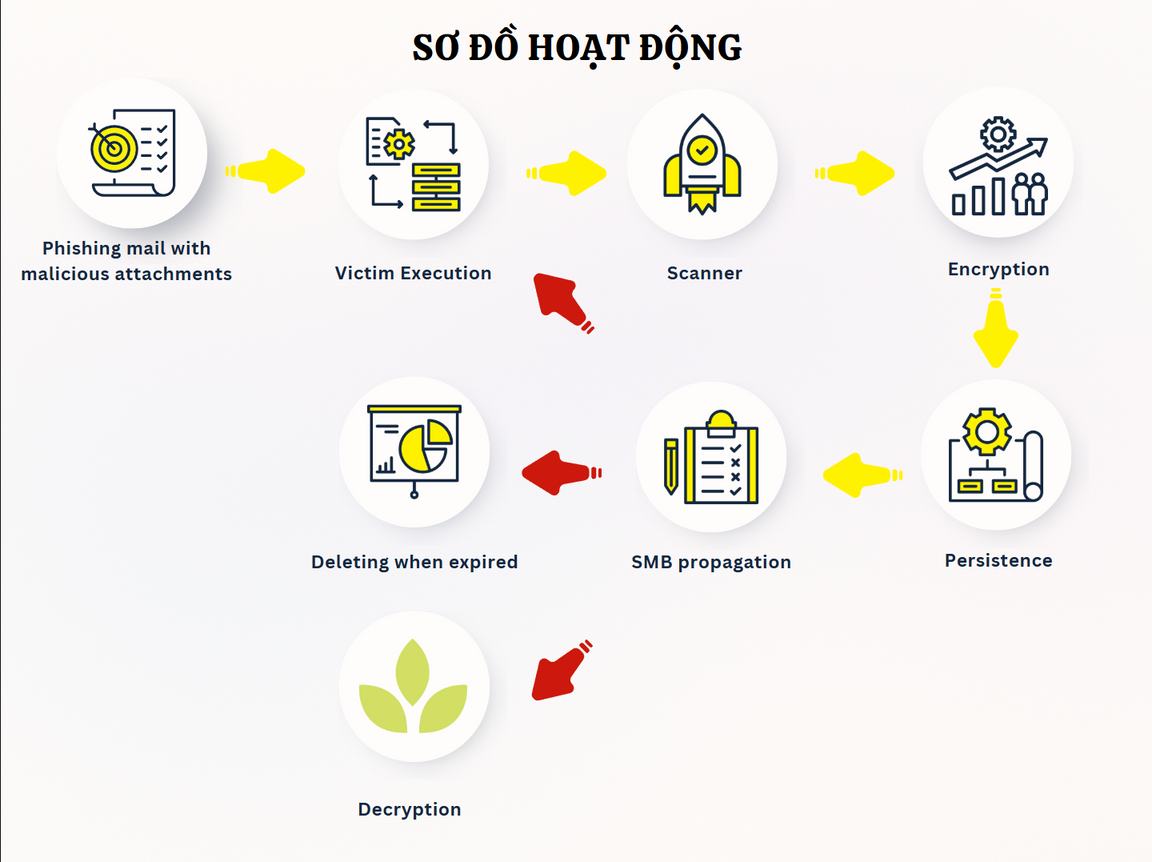 SƠ ĐỒ HOẠT ĐỘNG
Phishing mail with
malicious attachments
Victim Execution
Scanner
Encryption
Deleting when expired
SMB propagation
Persistence
Decryption